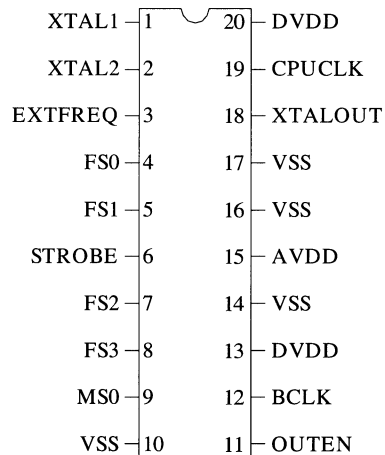 XTAL1 1 20 DVDD
XTAL2 2 19 CPUCLK
EXTFREQ 3 18 XTALOUT
FS0 4 17 VSS
FS1 5 16 VSS
STROBE 6 15 AVDD
FS2 7 14 VSS
FS3 8 13 DVDD
MS0 9 12 BCLK
VSS 10 11 OUTEN